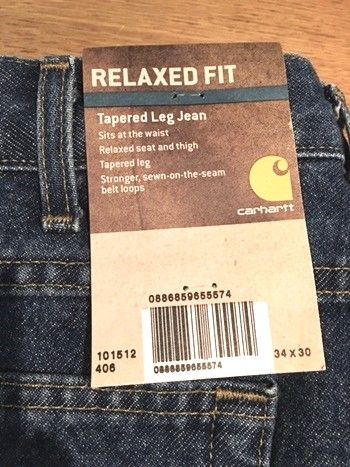 RELAXED FIT
Tapered Leg Jean
Sits at the waist
Relaxed seat and thigh
Tapered leg
Stronger, sewn-on-the-seam
belt loops
carhartt
0886859655574
101512
406
34 X 30
0886859655574